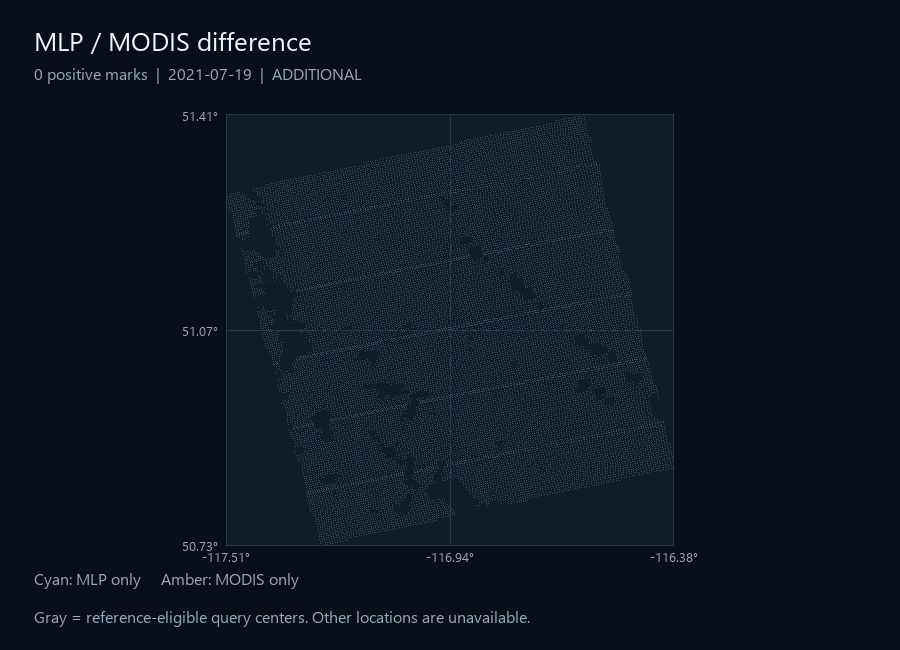 MLP / MODIS difference
0 positive marks | 2021-07-19 | ADDITIONAL
51.41°
51.07°
50.73°
-117.51° -116.94° -116.38°
Cyan: MLP only Amber: MODIS only
Gray = reference-eligible query centers. Other locations are unavailable.